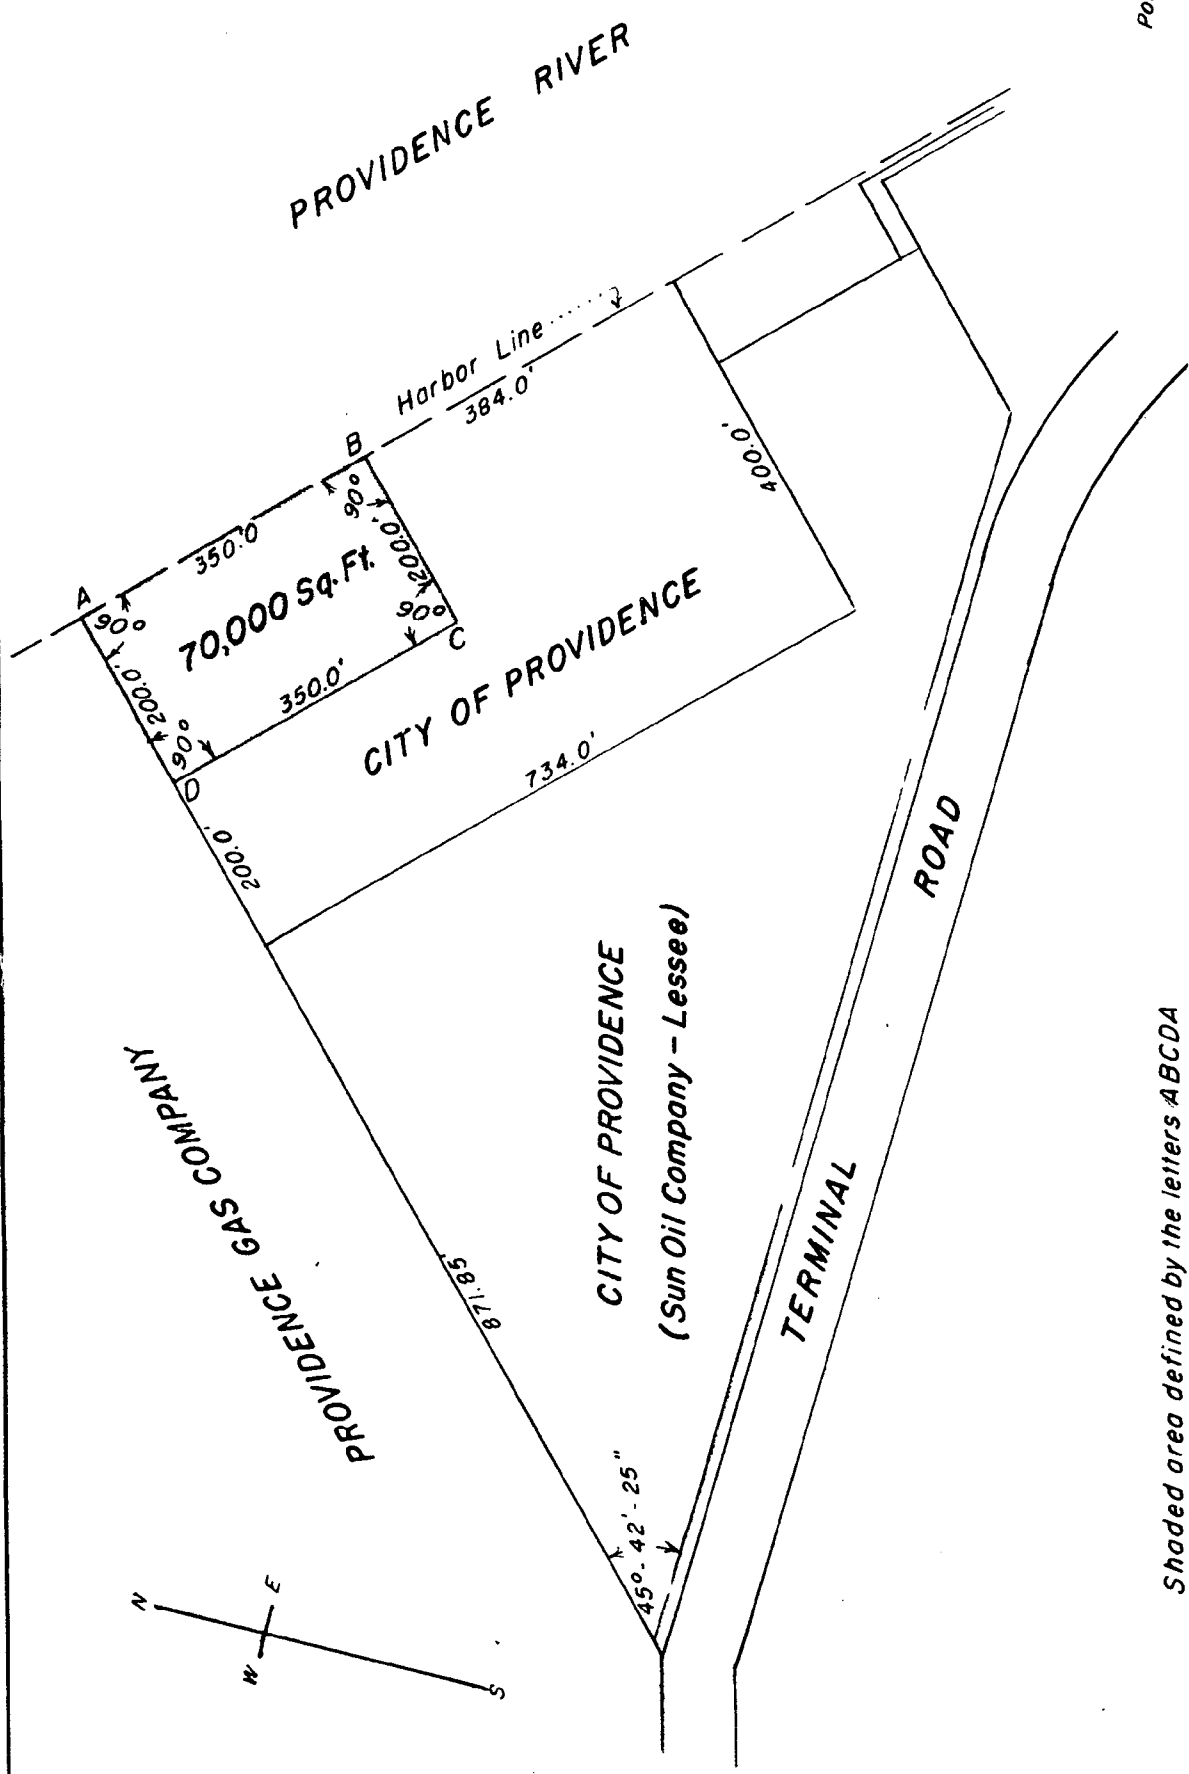 Po
PROVIDENCE RIVER
Harbor Line
384.0'
A
B
C
D
350.0
90°
90°
90°
90°
200.0'
200.0'
350.0'
70,000 Sq. Ft.
CITY OF PROVIDENCE
400.0'
734.0'
200.0'
871.85'
PROVIDENCE GAS COMPANY
CITY OF PROVIDENCE
(Sun Oil Company – Lessee)
TERMINAL ROAD
45°-42'-25"
N
E
W
S
Shaded area defined by the letters ABCDA